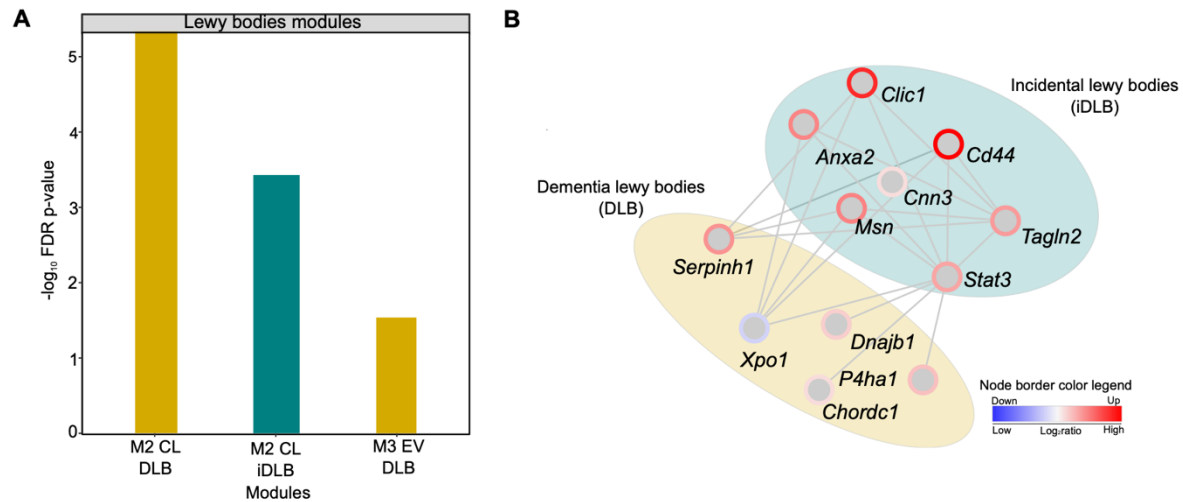 A
Lewy bodies modules
-log₁₀ FDR p-value
5
4
3
2
1
0
M2 CL
DLB
M2 CL
iDLB
M3 EV
DLB
Modules
B
Incidental lewy bodies
(iDLB)
Clic1
Anxa2
Cd44
Cnn3
Dementia lewy bodies
(DLB)
Msn
Tagln2
Serpinh1
Stat3
Dnajb1
Xpo1
P4ha1
Chordc1
Node border color legend
Down
Up
Low
Log₂ratio
High